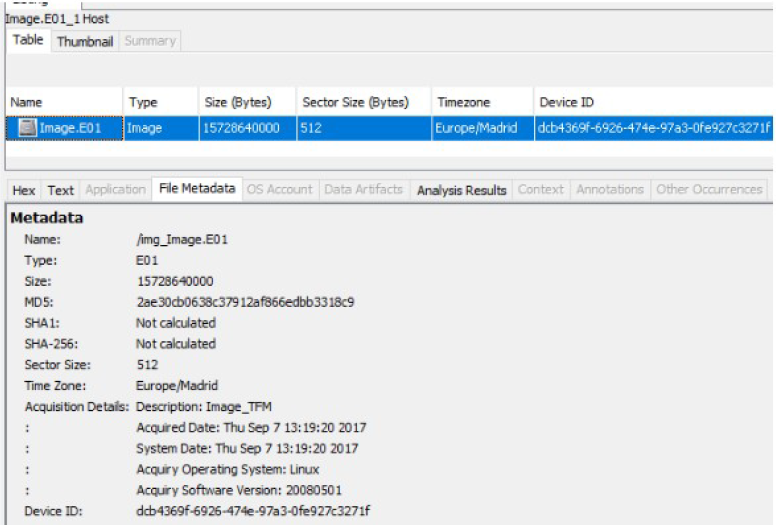 Image.E01_1 Host
Table Thumbnail Summary
Name Type Size (Bytes) Sector Size (Bytes) Timezone Device ID
Image.E01 Image 15728640000 512 Europe/Madrid dcb4369f-6926-474e-97a3-0fe927c3271f
Hex Text Application File Metadata OS Account Data Artifacts Analysis Results Context Annotations Other Occurrences
Metadata
Name: /img_Image.E01
Type: E01
Size: 15728640000
MD5: 2ae30cb0638c37912af866edbb3318c9
SHA1: Not calculated
SHA-256: Not calculated
Sector Size: 512
Time Zone: Europe/Madrid
Acquisition Details: Description: Image_TFM
: Acquired Date: Thu Sep 7 13:19:20 2017
: System Date: Thu Sep 7 13:19:20 2017
: Acquiry Operating System: Linux
: Acquiry Software Version: 20080501
Device ID: dcb4369f-6926-474e-97a3-0fe927c3271f